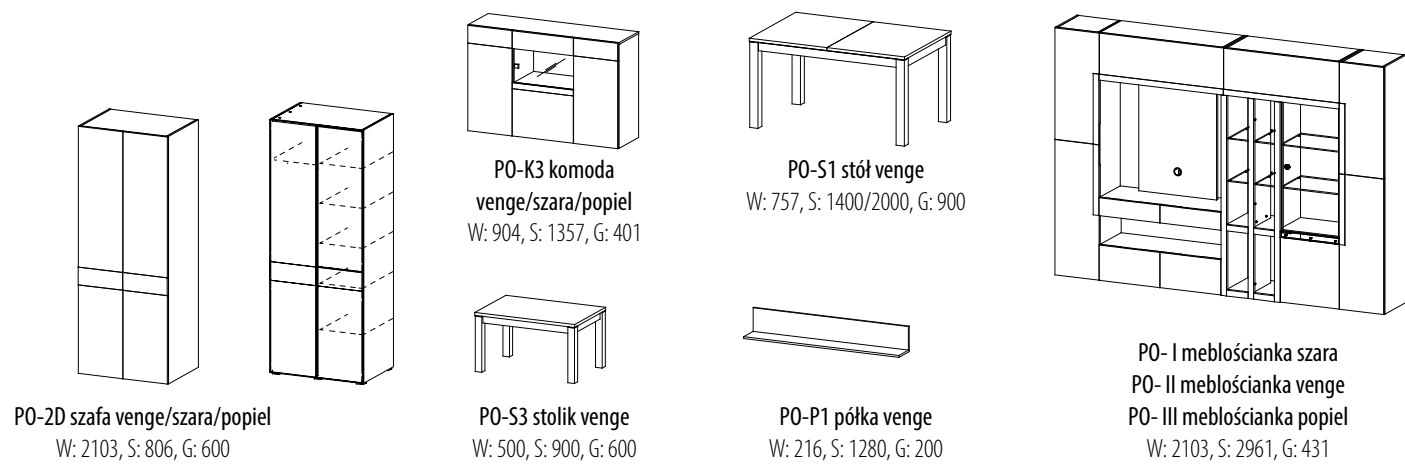 PO-K3 komoda
venge/szara/popiel
W: 904, S: 1357, G: 401
PO-S1 stół venge
W: 757, S: 1400/2000, G: 900
PO-2D szafa venge/szara/popiel
W: 2103, S: 806, G: 600
PO-S3 stolik venge
W: 500, S: 900, G: 600
PO-P1 półka venge
W: 216, S: 1280, G: 200
PO- I meblościanka szara
PO- II meblościanka venge
PO- III meblościanka popiel
W: 2103, S: 2961, G: 431